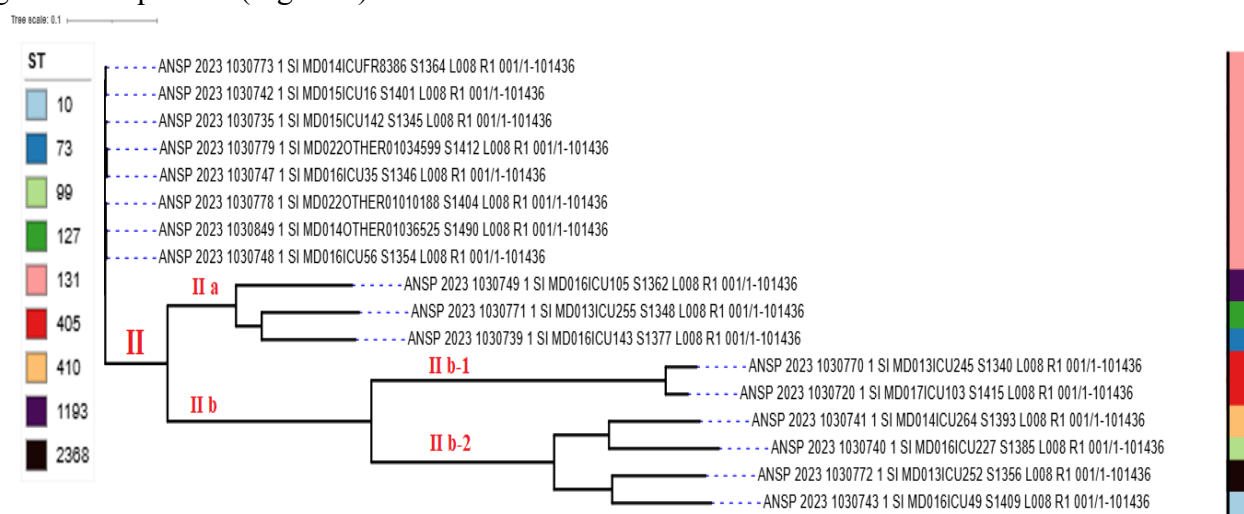 Tree scale: 0.1
ST
10
73
99
127
131
405
410
1193
2368
ANSP 2023 1030773 1 SI MD014ICUFR8386 S1364 L008 R1 001/1-101436
ANSP 2023 1030742 1 SI MD015ICU16 S1401 L008 R1 001/1-101436
ANSP 2023 1030735 1 SI MD015ICU142 S1345 L008 R1 001/1-101436
ANSP 2023 1030779 1 SI MD022OTHER01034599 S1412 L008 R1 001/1-101436
ANSP 2023 1030747 1 SI MD016ICU35 S1346 L008 R1 001/1-101436
ANSP 2023 1030778 1 SI MD022OTHER01010188 S1404 L008 R1 001/1-101436
ANSP 2023 1030849 1 SI MD014OTHER01036525 S1490 L008 R1 001/1-101436
ANSP 2023 1030748 1 SI MD016ICU56 S1354 L008 R1 001/1-101436
II a
ANSP 2023 1030749 1 SI MD016ICU105 S1362 L008 R1 001/1-101436
ANSP 2023 1030771 1 SI MD013ICU255 S1348 L008 R1 001/1-101436
II
ANSP 2023 1030739 1 SI MD016ICU143 S1377 L008 R1 001/1-101436
II b-1
ANSP 2023 1030770 1 SI MD013ICU245 S1340 L008 R1 001/1-101436
ANSP 2023 1030720 1 SI MD017ICU103 S1415 L008 R1 001/1-101436
II b
ANSP 2023 1030741 1 SI MD014ICU264 S1393 L008 R1 001/1-101436
II b-2
ANSP 2023 1030740 1 SI MD016ICU227 S1385 L008 R1 001/1-101436
ANSP 2023 1030772 1 SI MD013ICU252 S1356 L008 R1 001/1-101436
ANSP 2023 1030743 1 SI MD016ICU49 S1409 L008 R1 001/1-101436